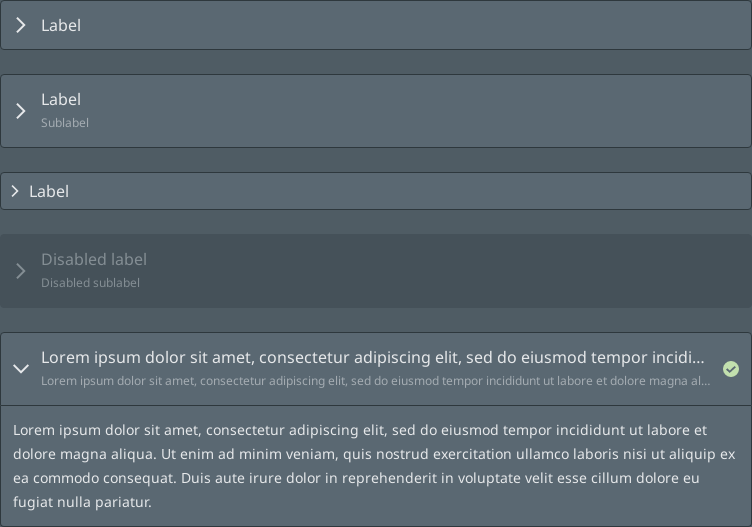 Label
Label
Sublabel
Label
Disabled label
Disabled sublabel
Lorem ipsum dolor sit amet, consectetur adipiscing elit, sed do eiusmod tempor incidi...
Lorem ipsum dolor sit amet, consectetur adipiscing elit, sed do eiusmod tempor incididunt ut labore et dolore magna al...
Lorem ipsum dolor sit amet, consectetur adipiscing elit, sed do eiusmod tempor incididunt ut labore et
dolore magna aliqua. Ut enim ad minim veniam, quis nostrud exercitation ullamco laboris nisi ut aliquip ex
ea commodo consequat. Duis aute irure dolor in reprehenderit in voluptate velit esse cillum dolore eu
fugiat nulla pariatur.